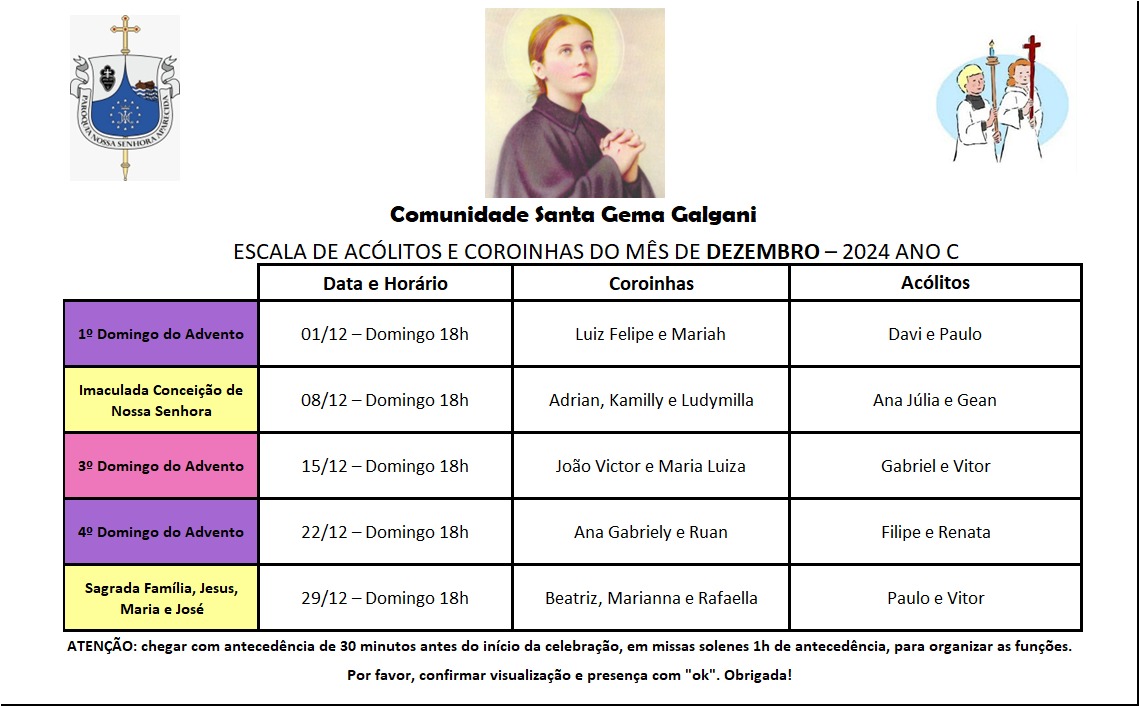 PARÓQUIA NOSSA SENHORA APARECIDA
Comunidade Santa Gema Galgani
ESCALA DE ACÓLITOS E COROINHAS DO MÊS DE DEZEMBRO – 2024 ANO C
Data e Horário Coroinhas Acólitos
1º Domingo do Advento 01/12 – Domingo 18h Luiz Felipe e Mariah Davi e Paulo
Imaculada Conceição de
Nossa Senhora 08/12 – Domingo 18h Adrian, Kamilly e Ludymilla Ana Júlia e Gean
3º Domingo do Advento 15/12 – Domingo 18h João Victor e Maria Luiza Gabriel e Vitor
4º Domingo do Advento 22/12 – Domingo 18h Ana Gabriely e Ruan Filipe e Renata
Sagrada Família, Jesus,
Maria e José 29/12 – Domingo 18h Beatriz, Marianna e Rafaella Paulo e Vitor
ATENÇÃO: chegar com antecedência de 30 minutos antes do início da celebração, em missas solenes 1h de antecedência, para organizar as funções.
Por favor, confirmar visualização e presença com "ok". Obrigada!